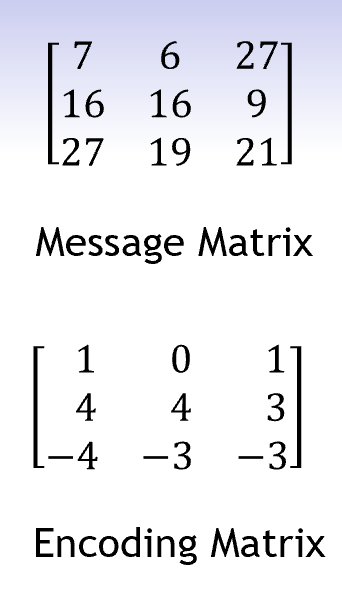 7 6 27
16 16 9
27 19 21
Message Matrix
1 0 1
4 4 3
−4 −3 −3
Encoding Matrix